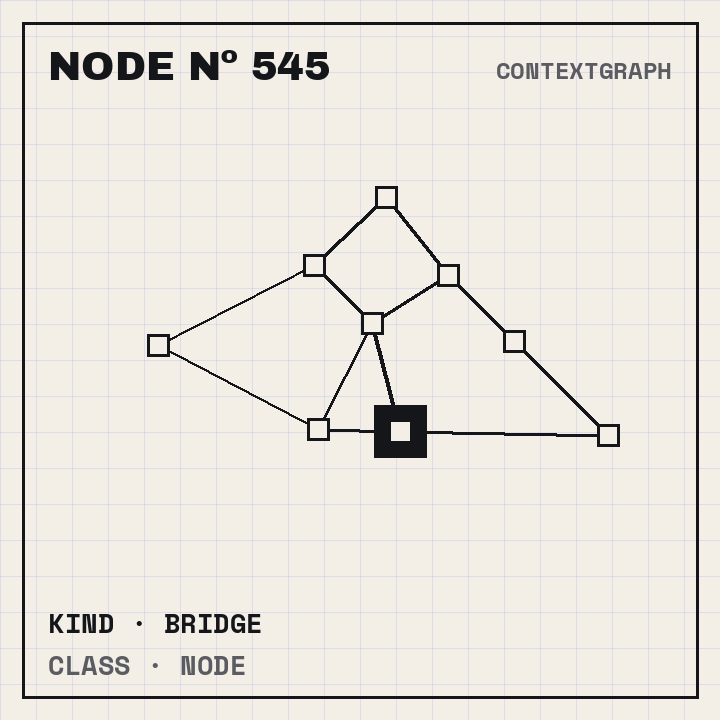 NODE Nº 545
CONTEXTGRAPH
KIND · BRIDGE
CLASS · NODE